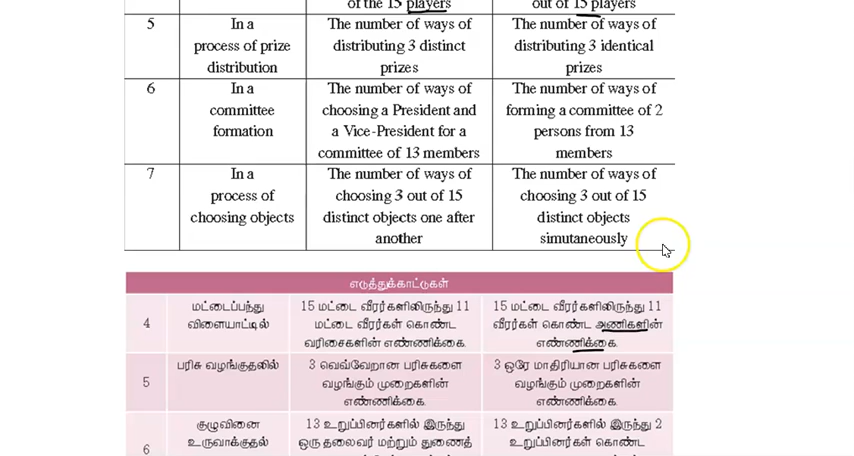 of the 15 players
out of 15 players
5
In a
process of prize
distribution
The number of ways of
distributing 3 distinct
prizes
The number of ways of
distributing 3 identical
prizes
6
In a
committee
formation
The number of ways of
choosing a President and
a Vice-President for a
committee of 13 members
The number of ways of
forming a committee of 2
persons from 13
members
7
In a
process of
choosing objects
The number of ways of
choosing 3 out of 15
distinct objects one after
another
The number of ways of
choosing 3 out of 15
distinct objects
simutaneously
எடுத்துக்காட்டுகள்
4
மட்டைப்பந்து
விளையாட்டில்
15 மட்டை வீரர்களிலிருந்து 11
மட்டை வீரர்கள் கொண்ட
வரிசைகளின் எண்ணிக்கை.
15 மட்டை வீரர்களிலிருந்து 11
வீரர்கள் கொண்ட அணிகளின்
எண்ணிக்கை.
5
பரிசு வழங்குதலில்
3 வெவ்வேறான பரிசுகளை
வழங்கும் முறைகளின்
எண்ணிக்கை.
3 ஒரே மாதிரியான பரிசுகளை
வழங்கும் முறைகளின்
எண்ணிக்கை.
6
குழுவினை
உருவாக்குதல்
13 உறுப்பினர்களில் இருந்து
ஒரு தலைவர் மற்றும் துணைத்
13 உறுப்பினர்களில் இருந்து 2
உறுப்பினர்கள் கொண்ட